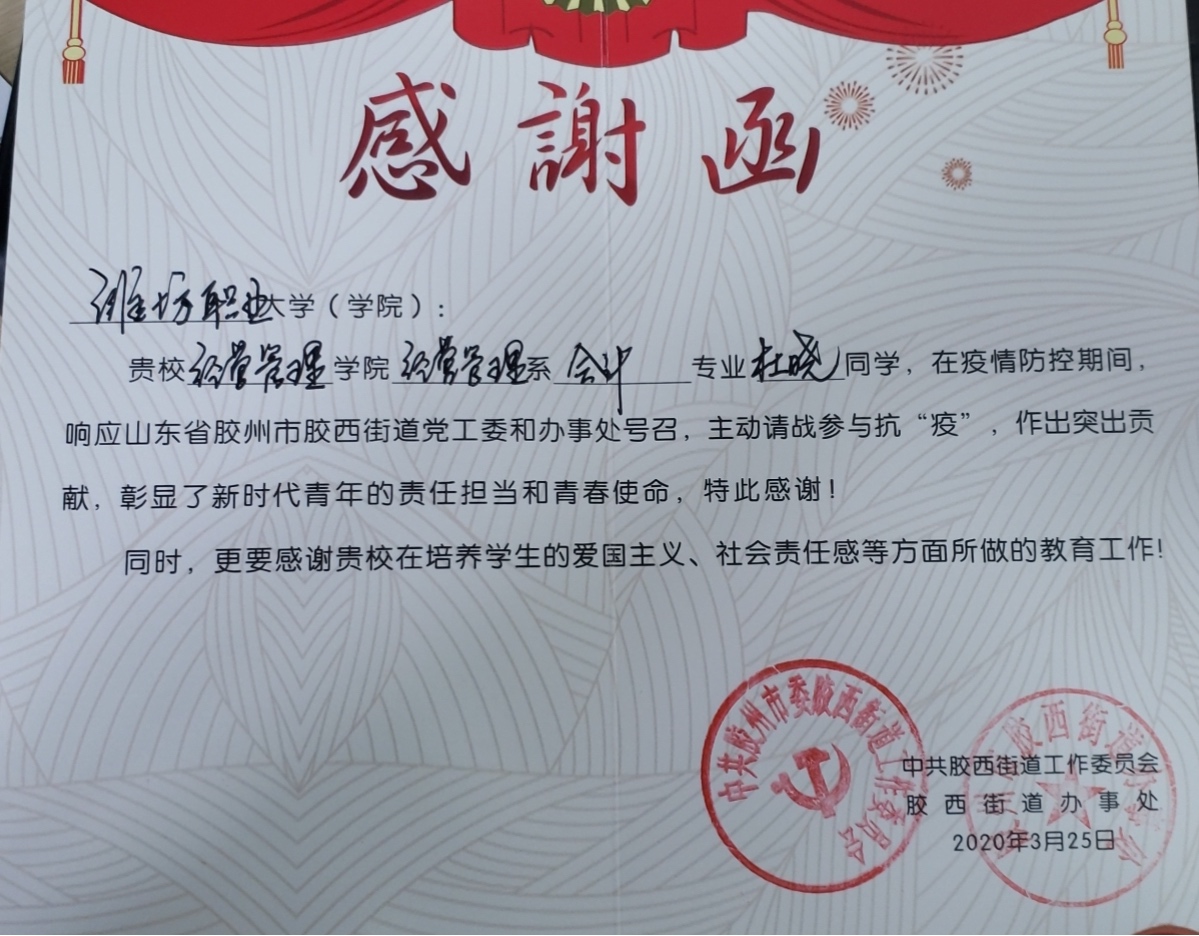 感謝函
潍坊职业大学（学院）：
贵校经营管理学院经营管理系会计专业杜晓同学，在疫情防控期间，
响应山东省胶州市胶西街道党工委和办事处号召，主动请战参与抗“疫”，作出突出贡
献，彰显了新时代青年的责任担当和青春使命，特此感谢！
同时，更要感谢贵校在培养学生的爱国主义、社会责任感等方面所做的教育工作！
中共胶州市委胶西街道工作委员会
胶西街道办
中共胶西街道工作委员会
胶西街道办事处
2020年3月25日